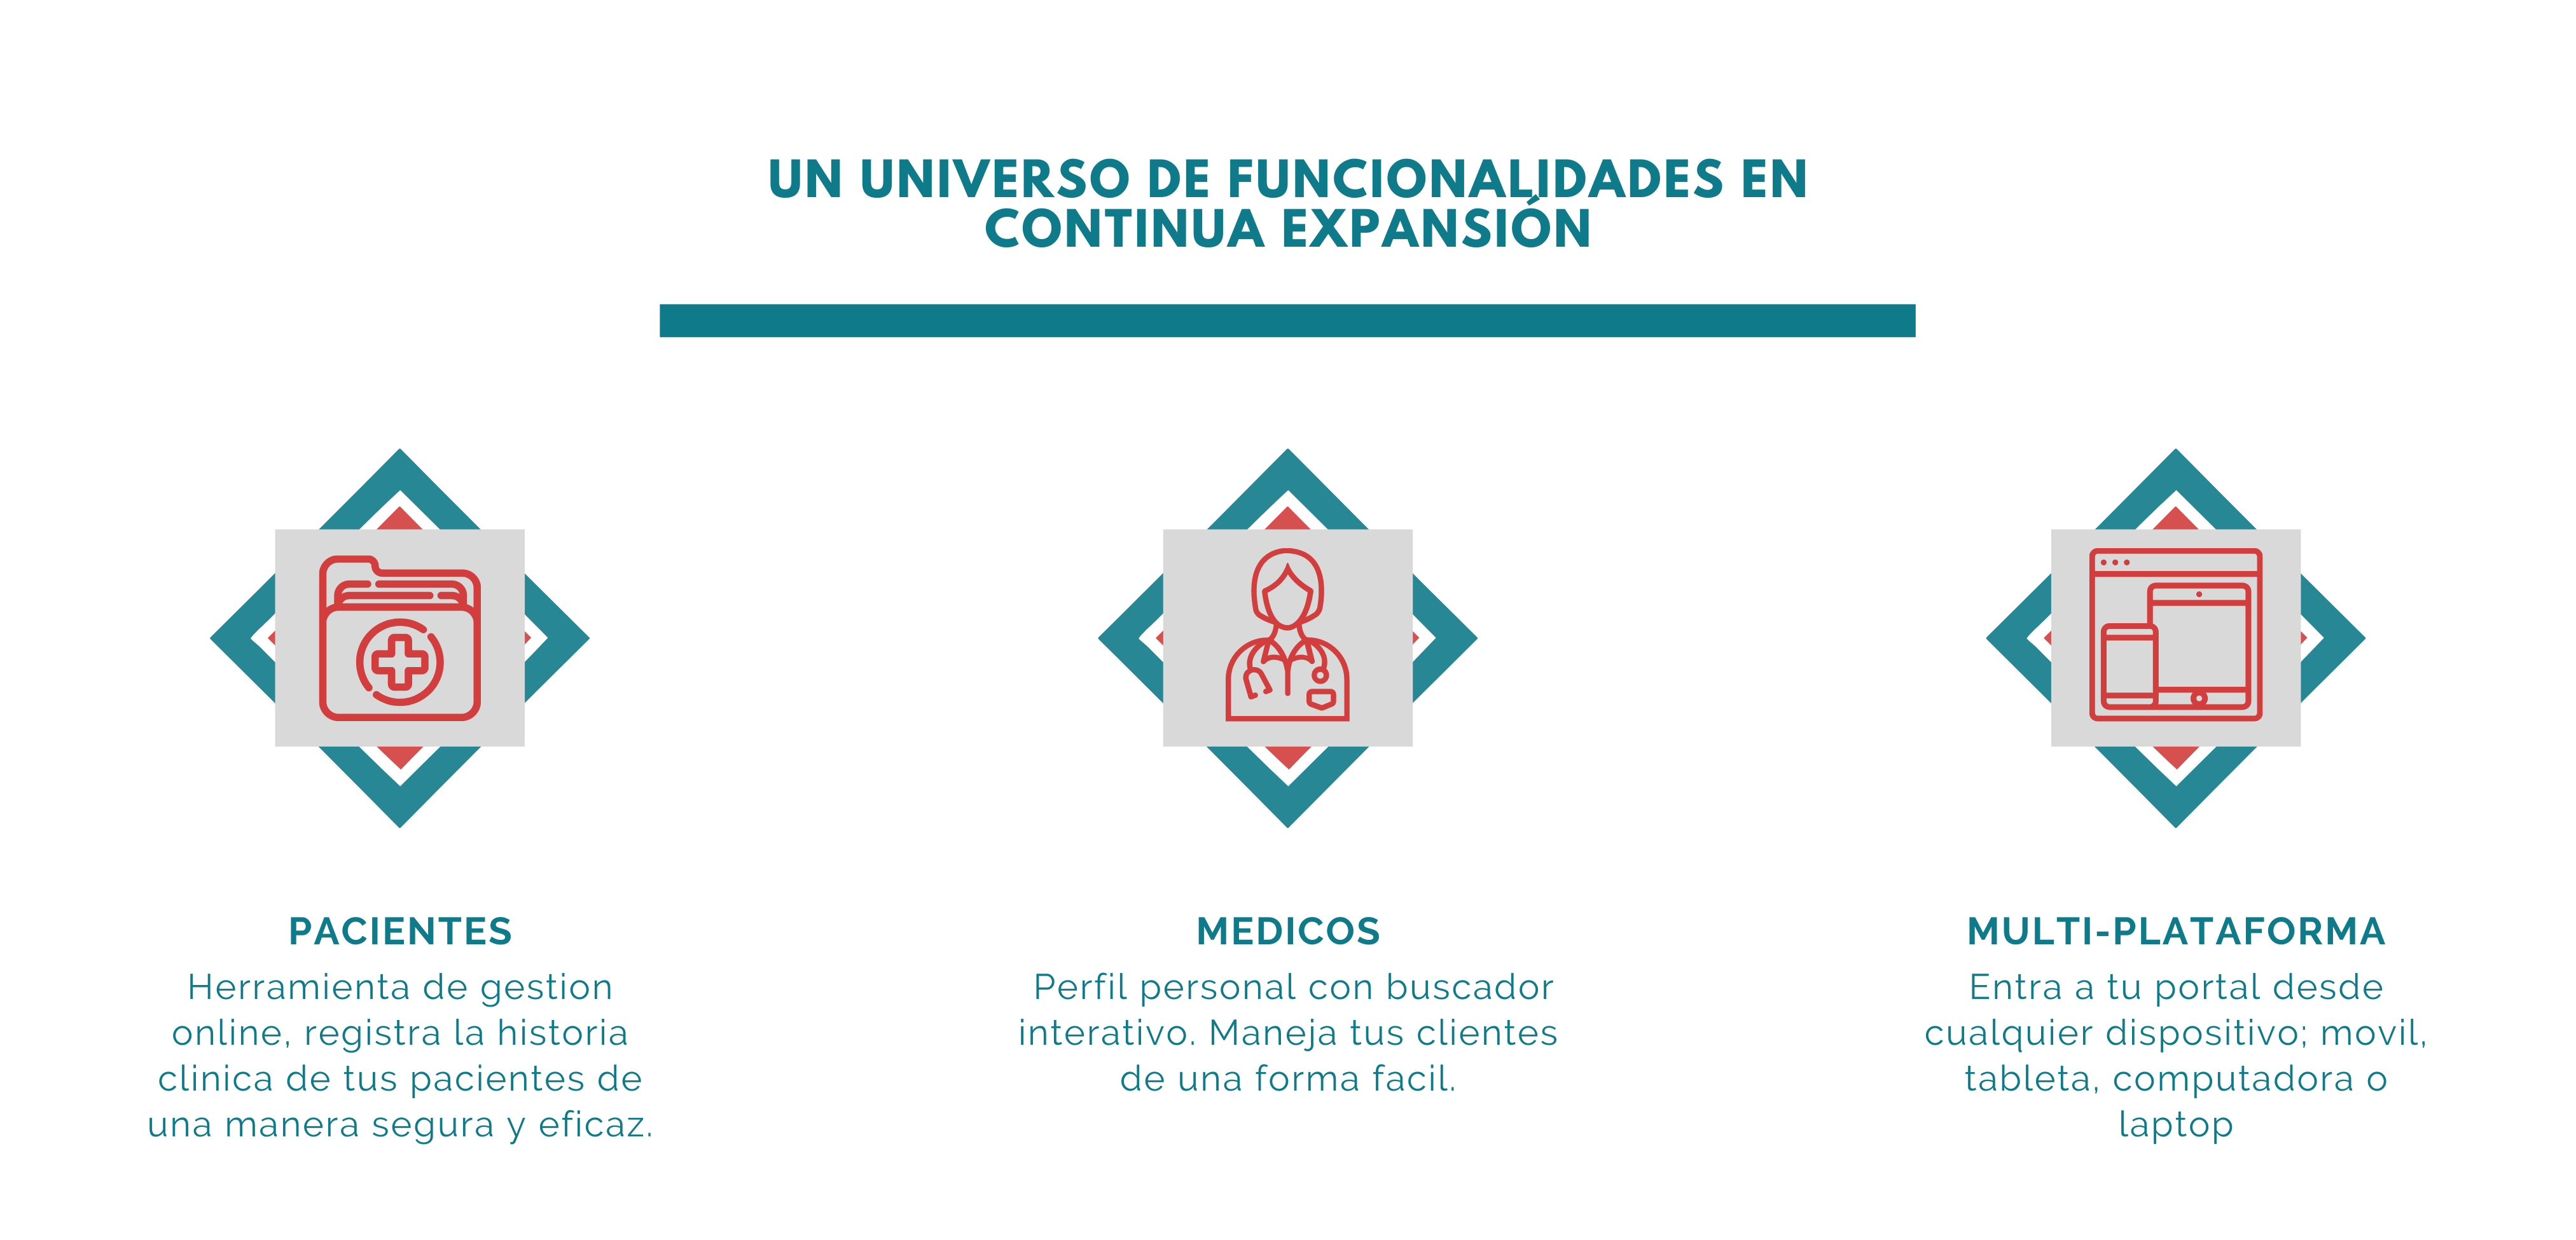 UN UNIVERSO DE FUNCIONALIDADES EN
CONTINUA EXPANSIÓN
PACIENTES
Herramienta de gestion
online, registra la historia
clinica de tus pacientes de
una manera segura y eficaz.
MEDICOS
Perfil personal con buscador
interativo. Maneja tus clientes
de una forma facil.
MULTI-PLATAFORMA
Entra a tu portal desde
cualquier dispositivo; movil,
tableta, computadora o
laptop